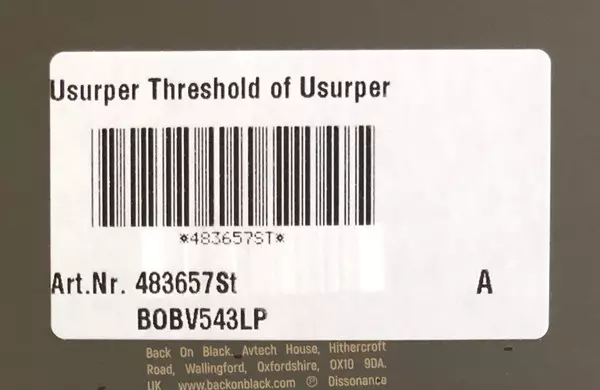 Usurper Threshold of Usurper
*483657ST*
Art.Nr. 483657St A
BOBV543LP
Back On Black. Avtech House, Hithercroft
Road, Wallingford, Oxfordshire, OX10 9DA.
UK www.backonblack.com ℗ Dissonance